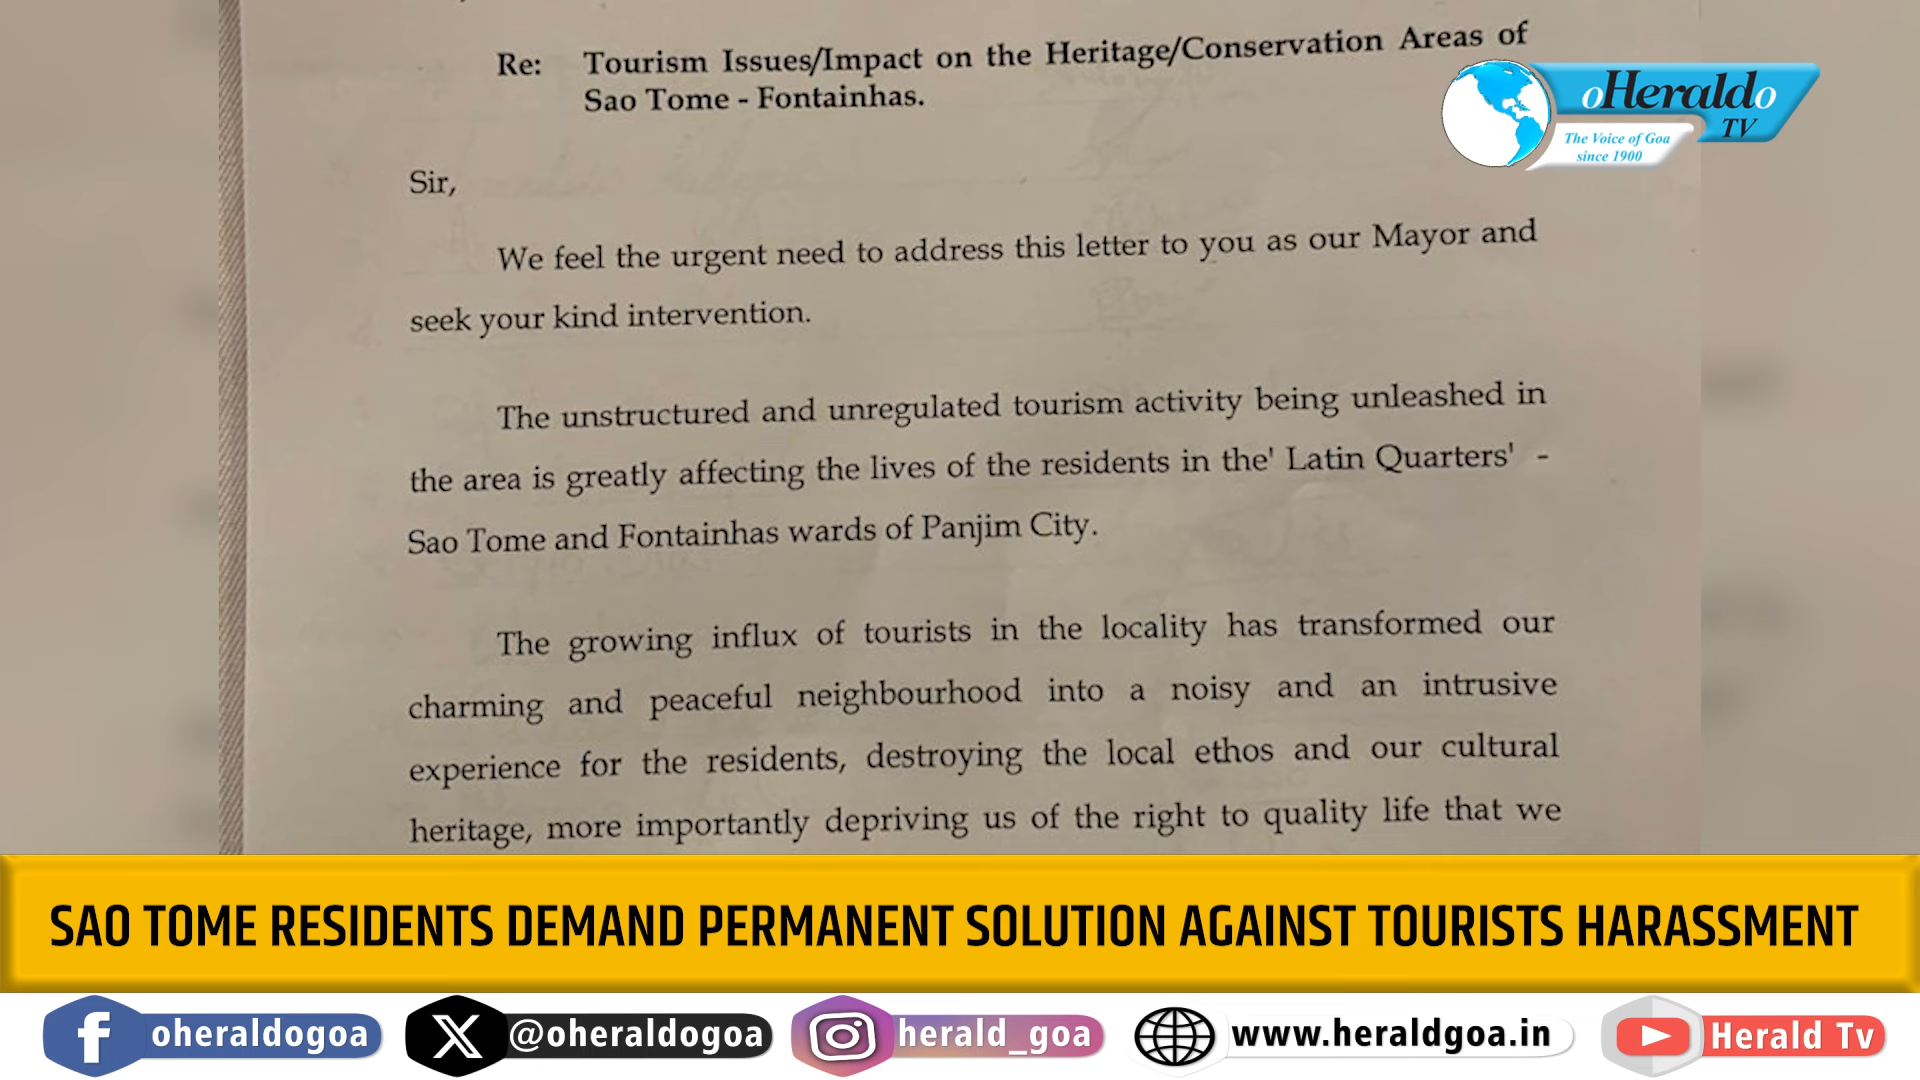 Re: Tourism Issues/Impact on the Heritage/Conservation Areas of
Sao Tome - Fontainhas.
oHeraldo
TV
The Voice of Goa
since 1900
Sir,
We feel the urgent need to address this letter to you as our Mayor and
seek your kind intervention.
The unstructured and unregulated tourism activity being unleashed in
the area is greatly affecting the lives of the residents in the' Latin Quarters' -
Sao Tome and Fontainhas wards of Panjim City.
The growing influx of tourists in the locality has transformed our
charming and peaceful neighbourhood into a noisy and an intrusive
experience for the residents, destroying the local ethos and our cultural
heritage, more importantly depriving us of the right to quality life that we
SAO TOME RESIDENTS DEMAND PERMANENT SOLUTION AGAINST TOURISTS HARASSMENT
oheraldogoa
@oheraldogoa
herald_goa
www.heraldgoa.in
Herald Tv